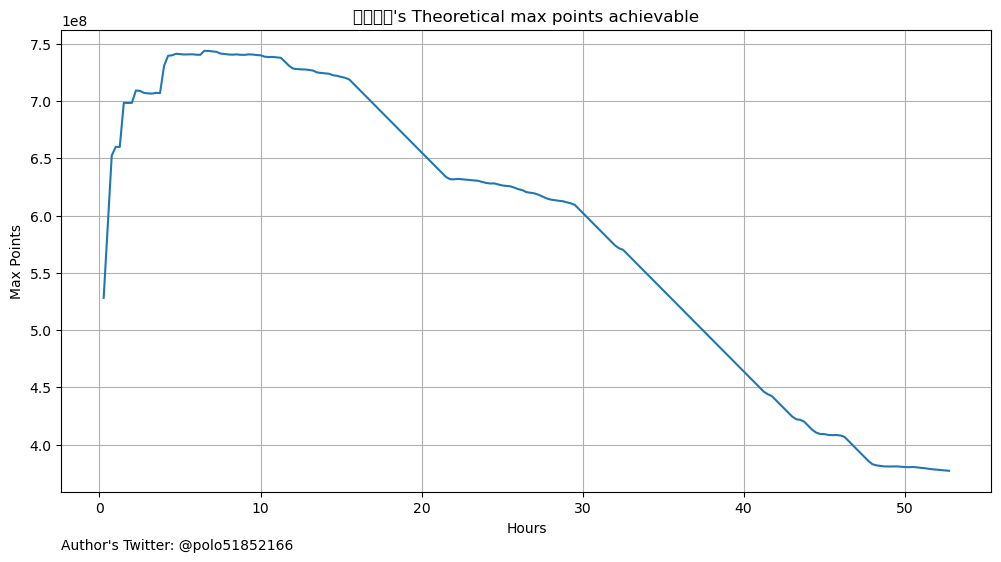 's Theoretical max points achievable
1e8
7.5
7.0
6.5
6.0
5.5
5.0
4.5
4.0
Max Points
0 10 20 30 40 50
Hours
Author's Twitter: @polo51852166